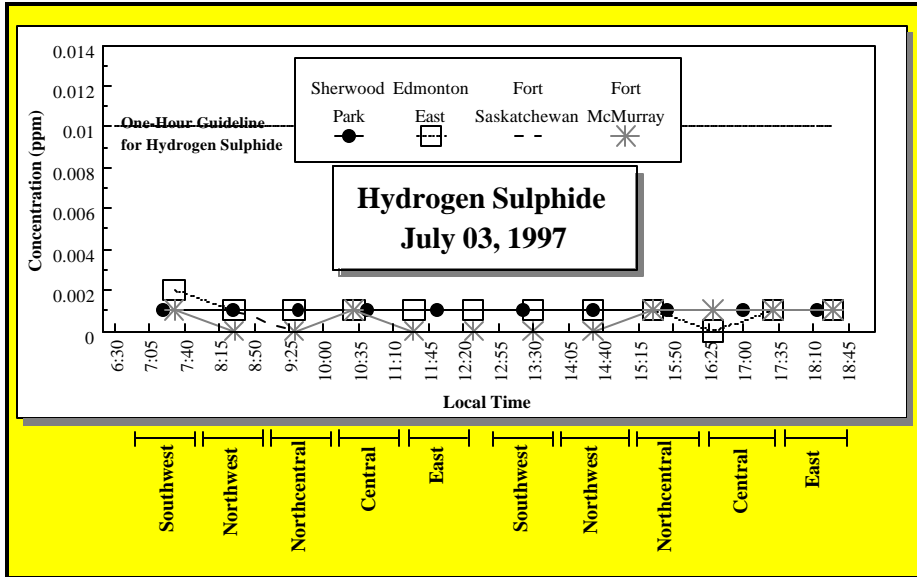 0.014
0.012
0.01
0.008
0.006
0.004
0.002
0
Concentration (ppm)
Sherwood Edmonton Fort Fort
Park East Saskatchewan McMurray
One-Hour Guideline
for Hydrogen Sulphide
Hydrogen Sulphide
July 03, 1997
6:30
7:05
7:40
8:15
8:50
9:25
10:00
10:35
11:10
11:45
12:20
12:55
13:30
14:05
14:40
15:15
15:50
16:25
17:00
17:35
18:10
18:45
Local Time
Southwest
Northwest
Northcentral
Central
East
Southwest
Northwest
Northcentral
Central
East